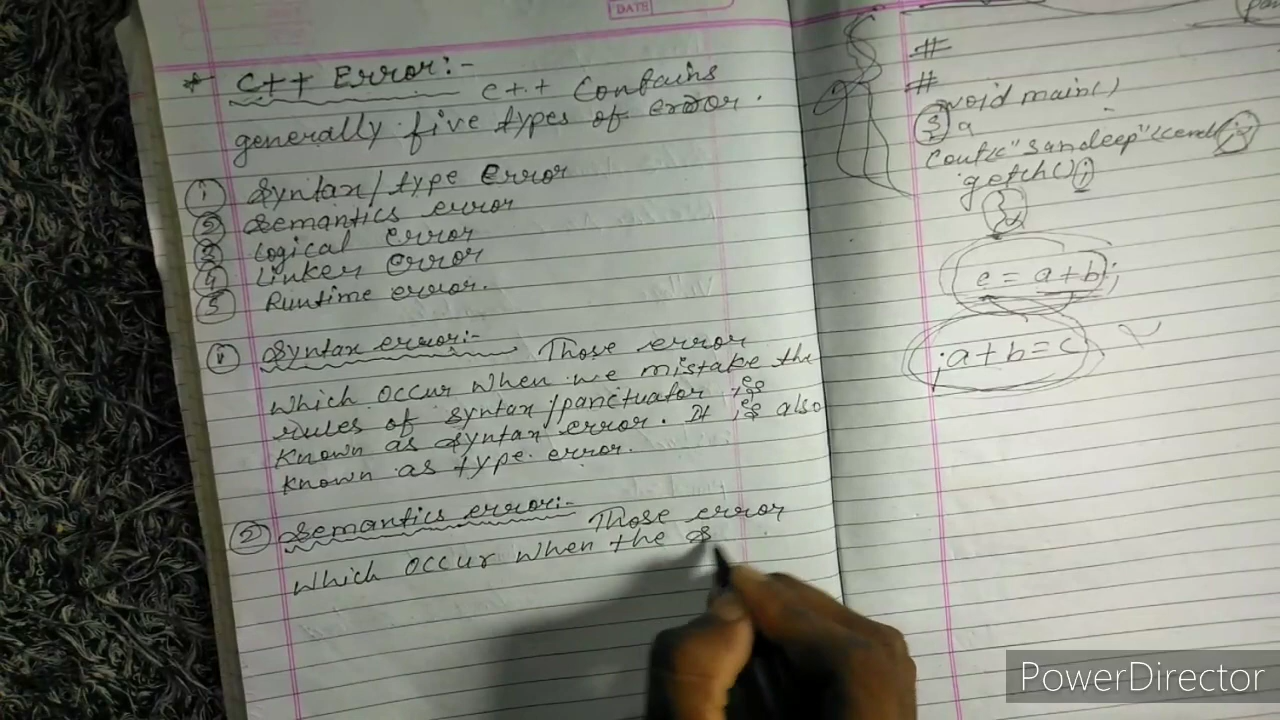 DATE
* C++ Error:-
C++ Contains
generally five types of error.
1 Syntax/type Error
2 Semantics error
3 Logical error
4 Linker Error
5 Runtime error.
1 Syntax error:- Those error
which occur when we mistake the
rules of syntax/panctuator is
known as syntax error. It is also
known as type error.
2 Semantics error:- Those error
which occur when the s
#
#
void main()
{
cout<"sandeep"<endl;
getch();
}
c = a+b;
;a+b=c
PowerDirector